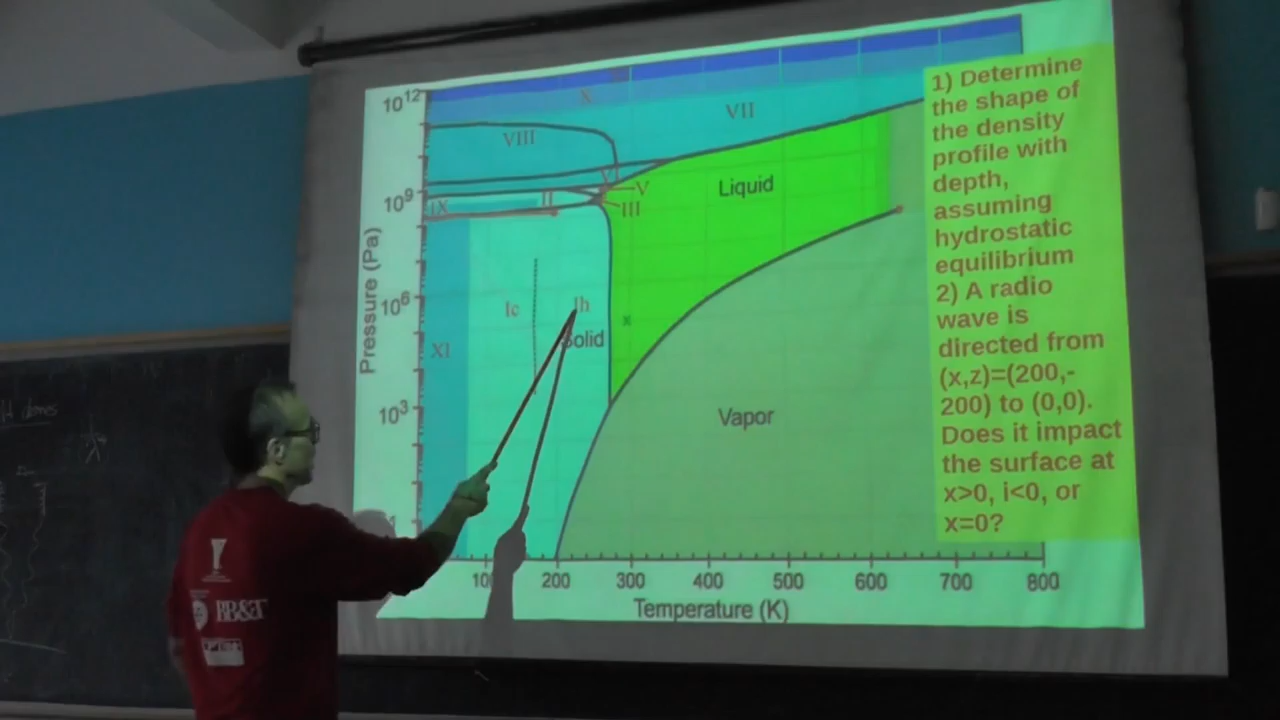 10¹²
X
VII
VIII
V
IX
II
III
10⁹
Liquid
Pressure (Pa)
10⁶
Ic
Ih
Solid
x
XI
10³
Vapor
200 300 400 500 600 700 800
Temperature (K)
1) Determine
the shape of
the density
profile with
depth,
assuming
hydrostatic
equilibrium
2) A radio
wave is
directed from
(x,z)=(200,-
200) to (0,0).
Does it impact
the surface at
x>0, i<0, or
x=0?
BB&T